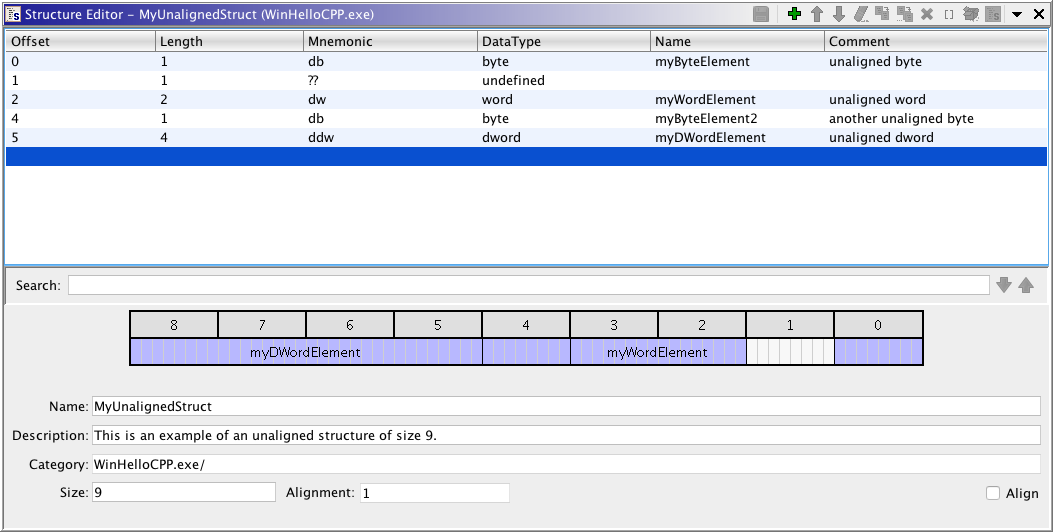 Structure Editor – MyUnalignedStruct (WinHelloCPP.exe)
Offset Length Mnemonic DataType Name Comment
0 1 db byte myByteElement unaligned byte
1 1 ?? undefined
2 2 dw word myWordElement unaligned word
4 1 db byte myByteElement2 another unaligned byte
5 4 ddw dword myDWordElement unaligned dword
Search:
8 7 6 5 4 3 2 1 0
myDWordElement myWordElement
Name: MyUnalignedStruct
Description: This is an example of an unaligned structure of size 9.
Category: WinHelloCPP.exe/
Size: 9 Alignment: 1 Align